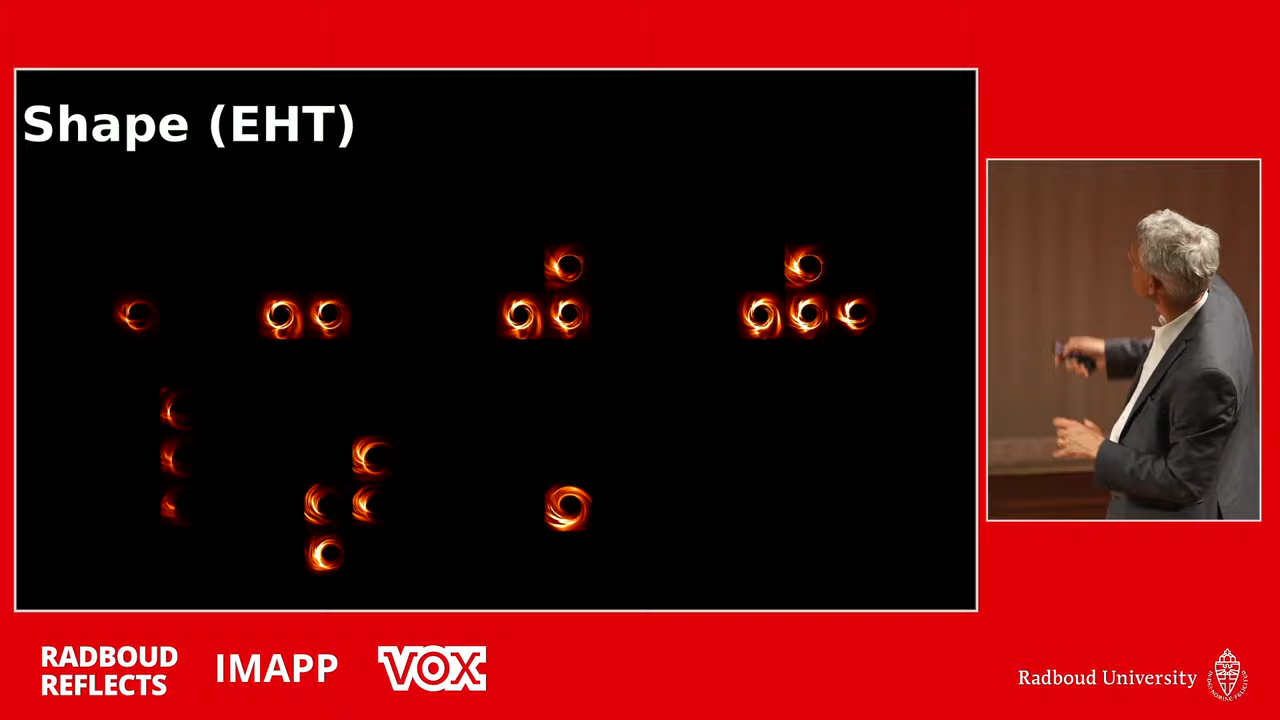 Shape (EHT)
RADBOUD
REFLECTS
IMAPP
VOX
Radboud University